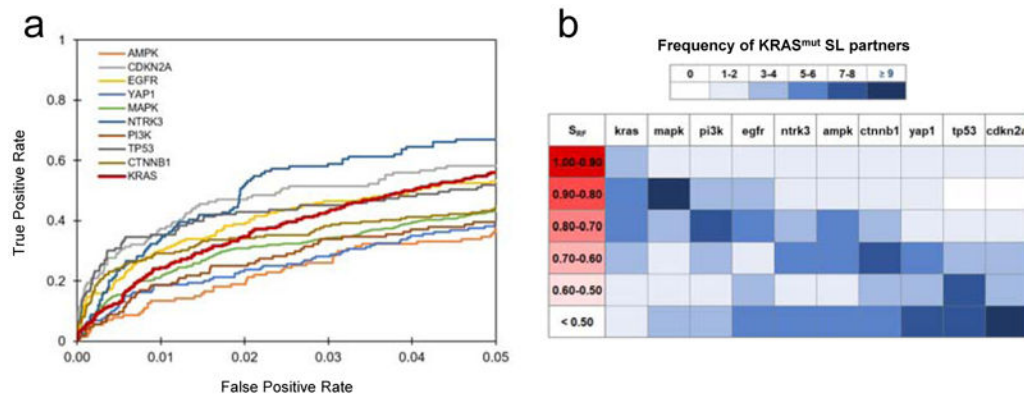 a
1
0.8
0.6
0.4
0.2
0
0.00 0.01 0.02 0.03 0.04 0.05
True Positive Rate
False Positive Rate
AMPK
CDKN2A
EGFR
YAP1
MAPK
NTRK3
PI3K
TP53
CTNNB1
KRAS
b
Frequency of KRASᵐᵘᵗ SL partners
0 1-2 3-4 5-6 7-8 ≥ 9
S_RF kras mapk pi3k egfr ntrk3 ampk ctnnb1 yap1 tp53 cdkn2a
1.00-0.90
0.90-0.80
0.80-0.70
0.70-0.60
0.60-0.50
< 0.50